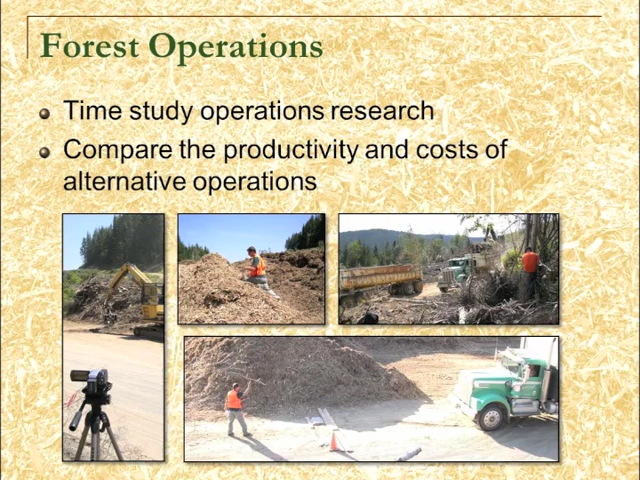 Forest Operations
Time study operations research
Compare the productivity and costs of
alternative operations